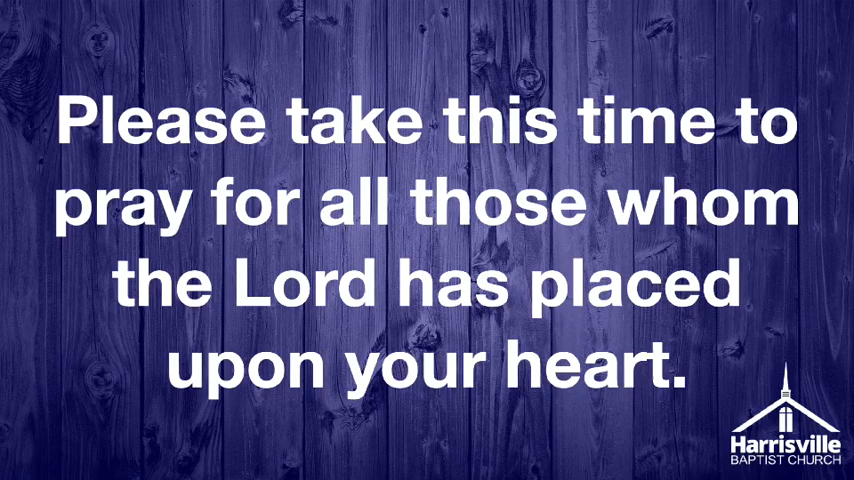 Please take this time to
pray for all those whom
the Lord has placed
upon your heart.
Harrisville
BAPTIST CHURCH